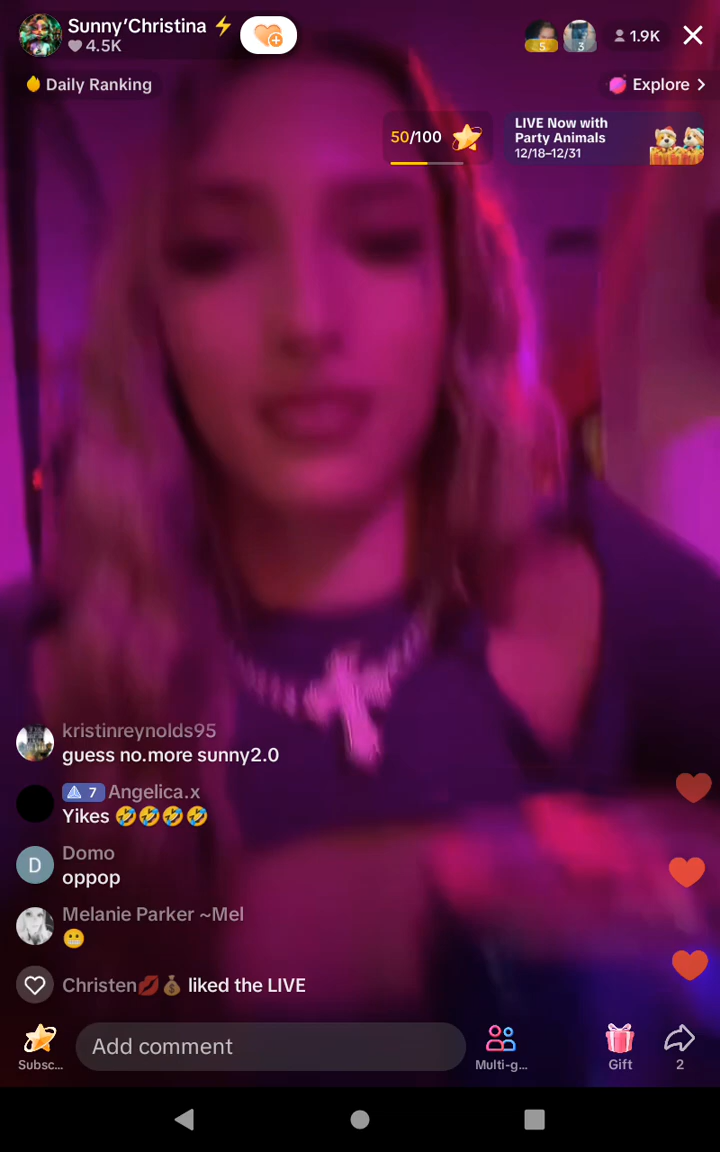 Sunny'Christina ⚡
4.5K
5
3
1.9K
Daily Ranking
Explore
50/100
LIVE Now with
Party Animals
12/18–12/31
kristinreynolds95
guess no.more sunny2.0
7 Angelica.x
Yikes 🤣🤣🤣🤣
D
Domo
oppop
Melanie Parker ~Mel
😬
Christen💋💰 liked the LIVE
Add comment
Subsc...
Multi-g...
Gift
2